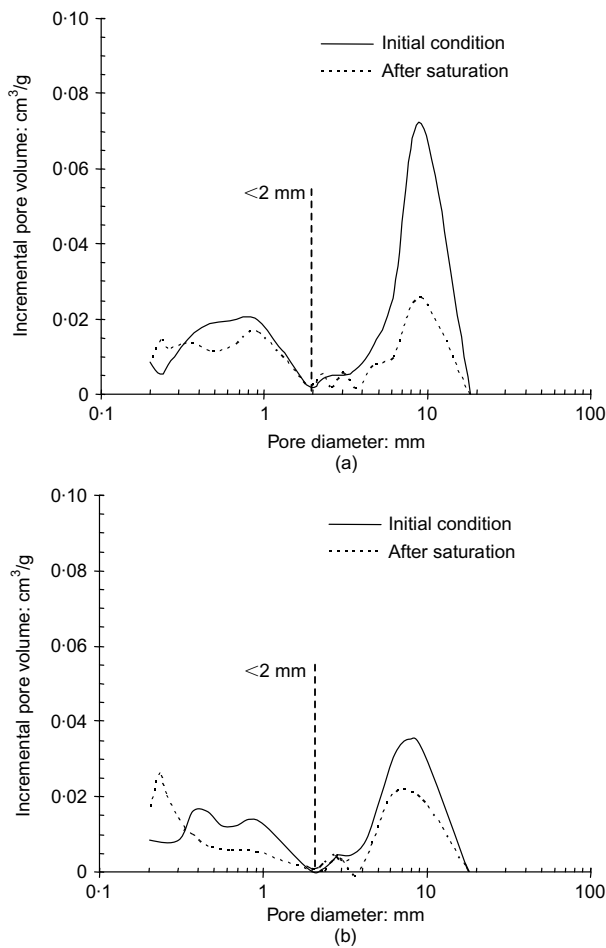 0·10
Initial condition
After saturation
0·08
Incremental pore volume: cm³/g
0·06
<2 mm
0·04
0·02
0
0·1 1 10 100
Pore diameter: mm
(a)
0·10
Initial condition
After saturation
0·08
Incremental pore volume: cm³/g
0·06
<2 mm
0·04
0·02
0
0·1 1 10 100
Pore diameter: mm
(b)